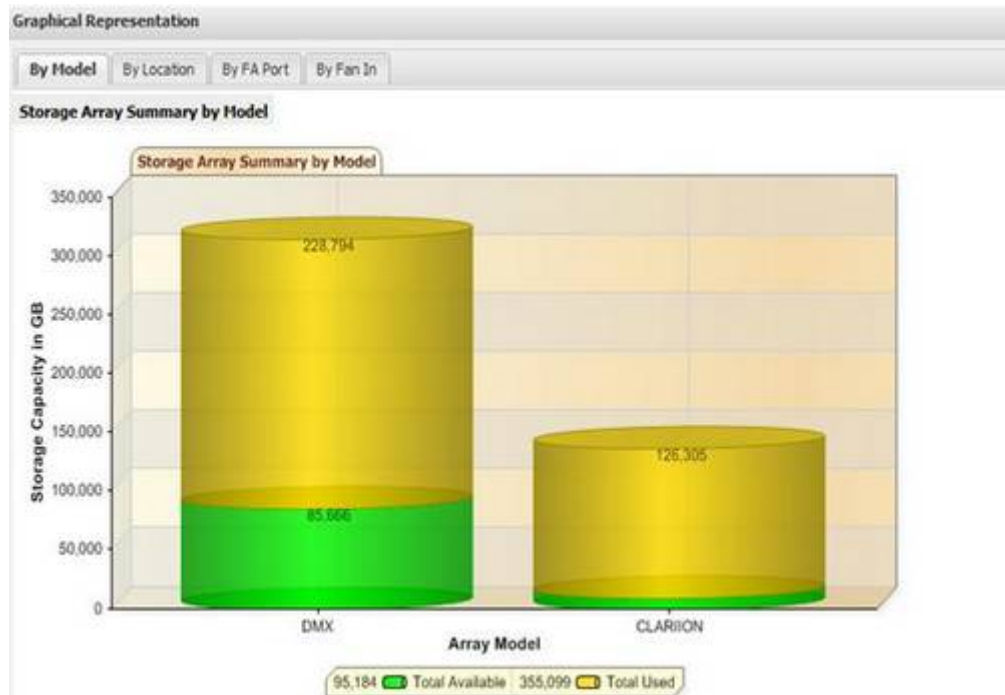 Graphical Representation
By Model By Location By FA Port By Fan In
Storage Array Summary by Model
Storage Array Summary by Model
350,000
300,000
250,000
200,000
150,000
100,000
50,000
0
Storage Capacity in GB
228,794
85,666
126,305
DMX CLARIION
Array Model
95,184 Total Available 355,099 Total Used